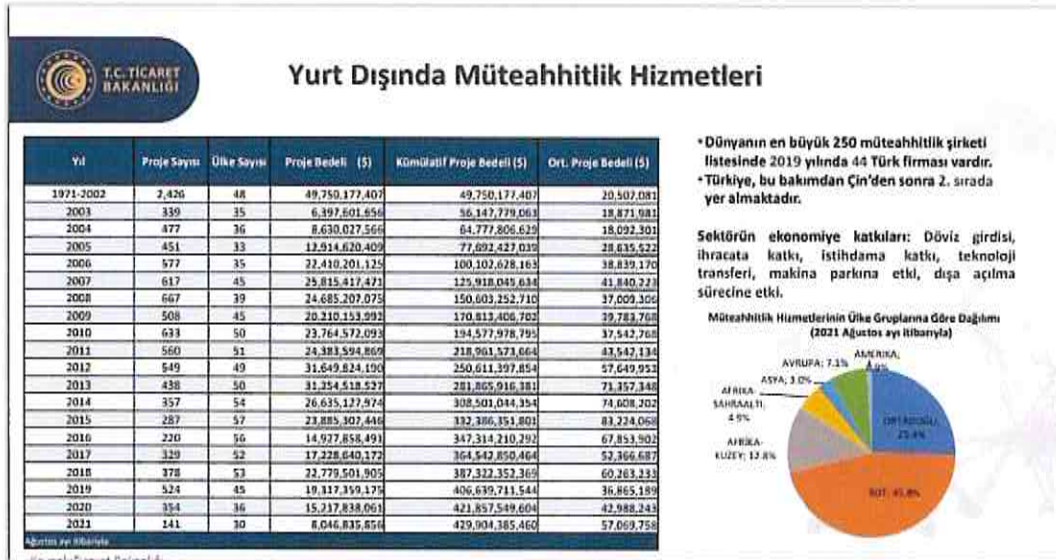 T.C. TİCARET
BAKANLIĞI
Yurt Dışında Müteahhitlik Hizmetleri
Yıl Proje Sayısı Ülke Sayısı Proje Bedeli ($) Kümülatif Proje Bedeli ($) Ort. Proje Bedeli ($)
1971-2002 2,426 48 49,750,177,407 49,750,177,407 20,507,081
2003 339 35 6,397,601,656 56,147,779,063 18,871,981
2004 477 36 8,630,027,566 64,777,806,629 18,092,301
2005 451 33 12,914,620,409 77,692,427,039 28,635,522
2006 577 35 22,410,201,125 100,102,628,163 38,839,170
2007 617 45 25,815,417,471 125,918,045,634 41,840,223
2008 667 39 24,685,207,075 150,603,252,710 37,009,306
2009 508 45 20,210,153,992 170,813,406,702 39,783,768
2010 633 50 23,764,572,093 194,577,978,795 37,542,768
2011 560 51 24,383,594,869 218,961,573,664 43,542,134
2012 549 49 31,649,824,190 250,611,397,854 57,649,953
2013 438 50 31,254,518,527 281,865,916,381 71,357,348
2014 357 54 26,635,127,974 308,501,044,354 74,608,202
2015 287 57 23,885,307,446 332,386,351,801 83,224,068
2016 220 56 14,927,858,491 347,314,210,292 67,853,902
2017 329 52 17,228,640,172 364,542,850,464 52,366,687
2018 378 53 22,779,501,905 387,322,352,369 60,263,233
2019 524 45 19,317,359,175 406,639,711,544 36,865,189
2020 354 36 15,217,838,061 421,857,549,604 42,988,243
2021 141 30 8,046,835,856 429,904,385,460 57,069,758
Ağustos ayı itibarıyla
• Dünyanın en büyük 250 müteahhitlik şirketi
listesinde 2019 yılında 44 Türk firması vardır.
• Türkiye, bu bakımdan Çin'den sonra 2. sırada
yer almaktadır.
Sektörün ekonomiye katkıları: Döviz girdisi,
ihracata katkı, istihdama katkı, teknoloji
transferi, makina parkına etki, dışa açılma
sürecine etki.
Müteahhitlik Hizmetlerinin Ülke Gruplarına Göre Dağılımı
(2021 Ağustos ayı itibarıyla)
AMERİKA;
AVRUPA; 7.1%
ASYA; 3.0%
AFRİKA-
SAHRAALTI;
4.9%
AFRİKA-
KUZEY; 12.8%
ORTADOĞU;
BDT; 45.8%